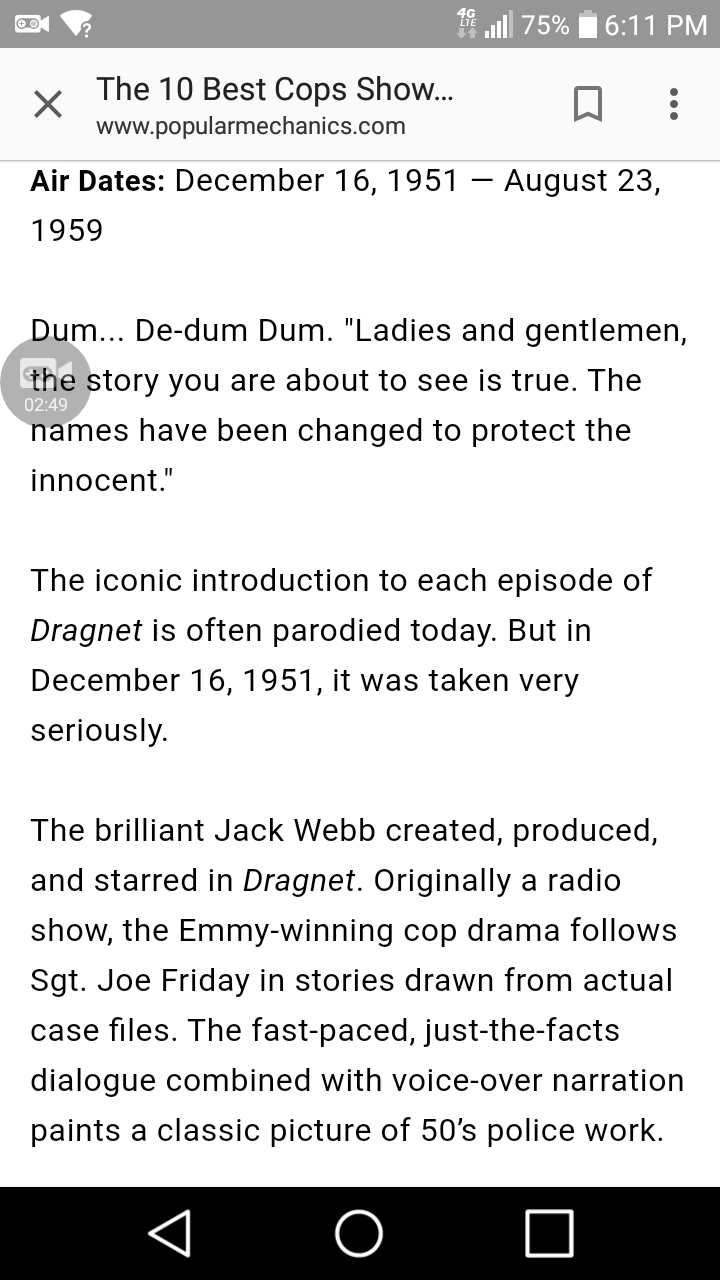 4G LTE 75% 6:11 PM
The 10 Best Cops Show...
www.popularmechanics.com
Air Dates: December 16, 1951 — August 23,
1959
Dum... De-dum Dum. "Ladies and gentlemen,
the story you are about to see is true. The
02:49
names have been changed to protect the
innocent."
The iconic introduction to each episode of
Dragnet is often parodied today. But in
December 16, 1951, it was taken very
seriously.
The brilliant Jack Webb created, produced,
and starred in Dragnet. Originally a radio
show, the Emmy-winning cop drama follows
Sgt. Joe Friday in stories drawn from actual
case files. The fast-paced, just-the-facts
dialogue combined with voice-over narration
paints a classic picture of 50’s police work.